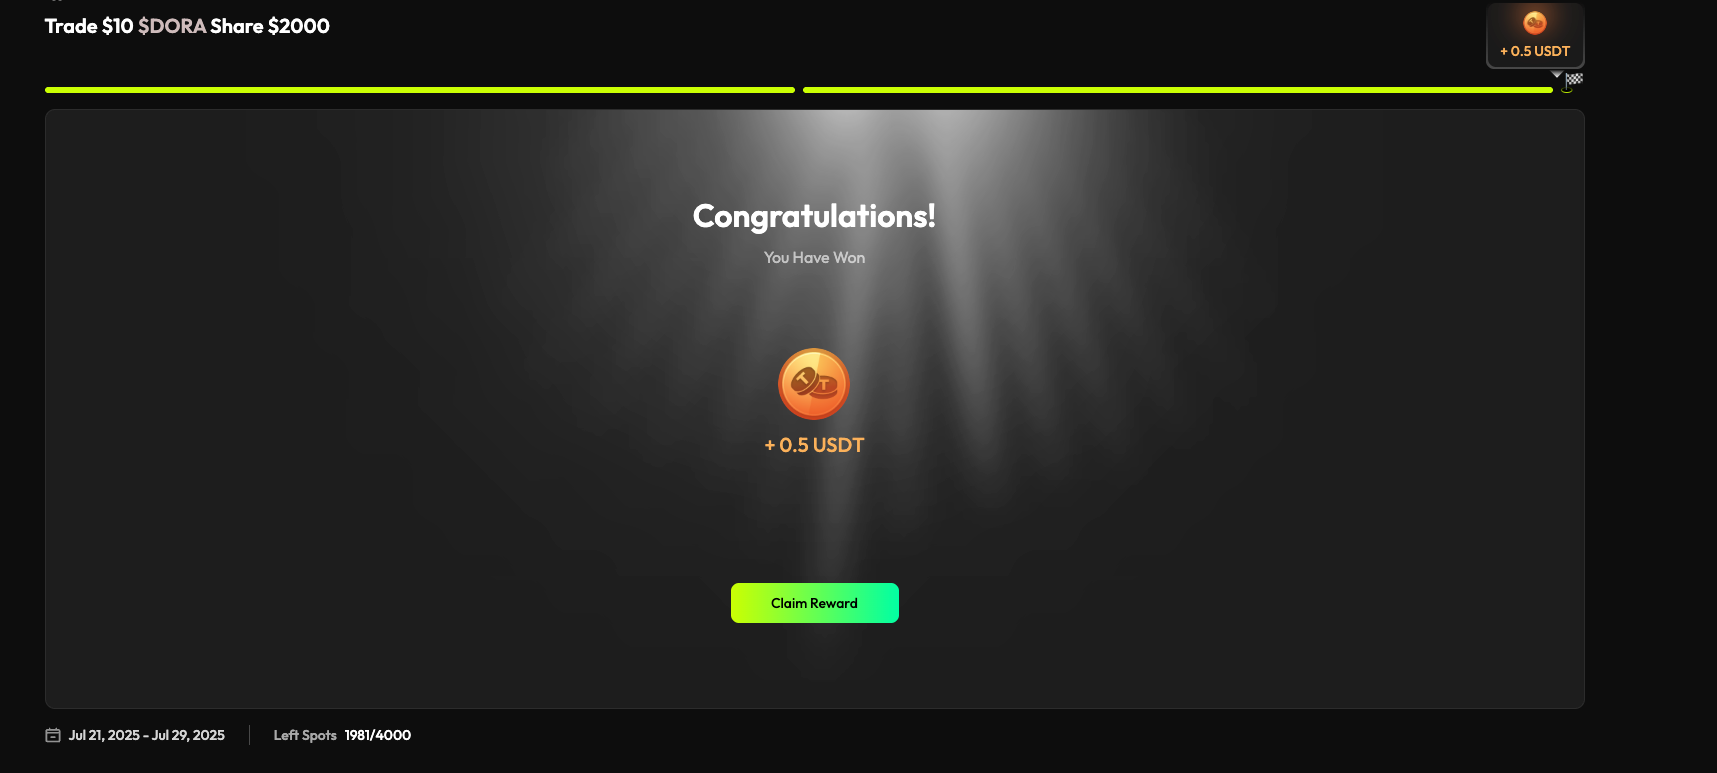 Trade $10 $DORA Share $2000
+ 0.5 USDT
Congratulations!
You Have Won
T T
+ 0.5 USDT
Claim Reward
Jul 21, 2025 - Jul 29, 2025
Left Spots 1981/4000